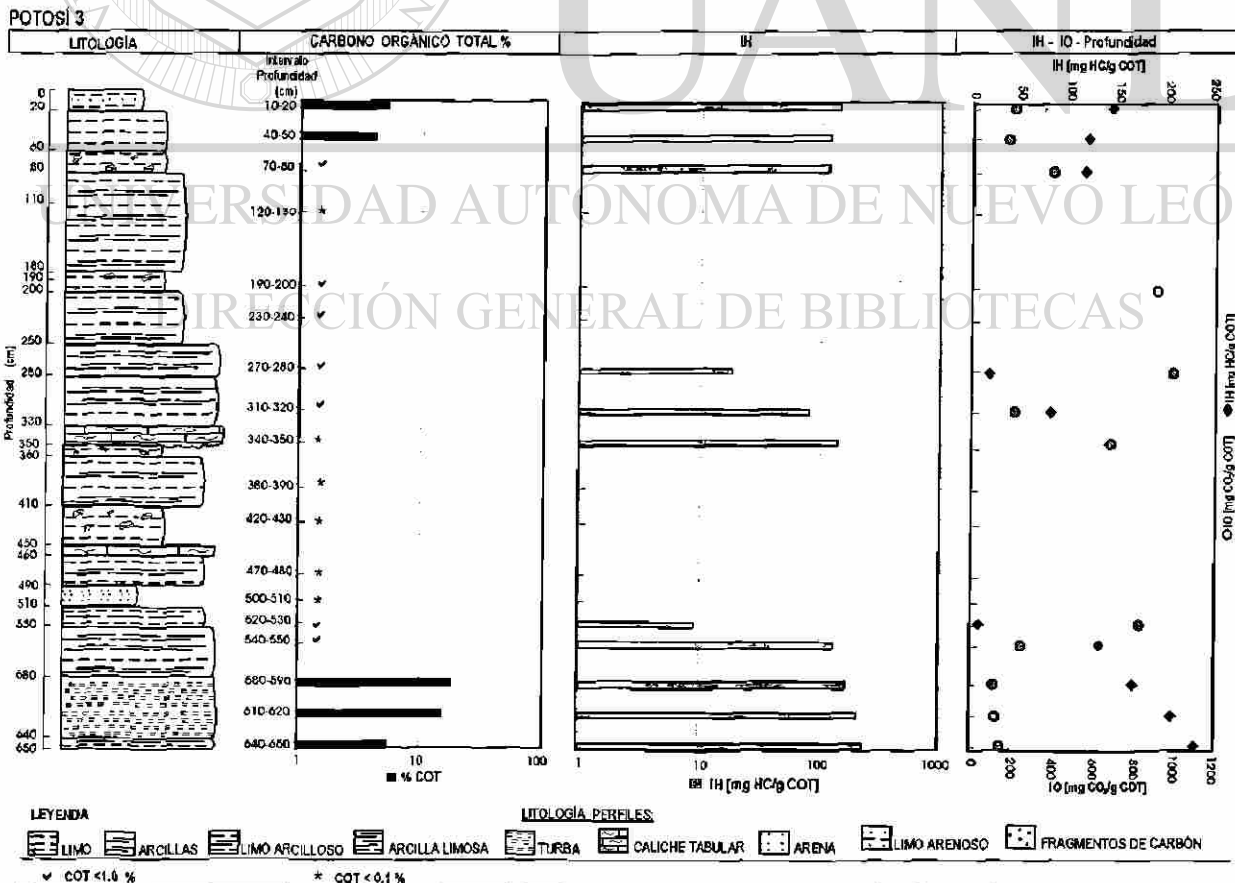 POTOSÍ 3
LITOLOGÍA
CARBONO ORGÁNICO TOTAL %
IH
IH - IO - Profundidad
Intervalo
Profundidad
(cm)
IH [mg HC/g COT]
0 50 100 150 200 250
Profundidad (cm)
0
20
60
80
110
180
190
200
250
280
330
350
360
410
450
460
490
510
530
580
640
650
10-20
40-50
70-80
120-130
190-200
230-240
270-280
310-320
340-350
380-390
420-430
470-480
500-510
520-530
540-550
580-590
610-620
640-650
1 10 100
■ % COT
1 10 100 1000
IH [mg HC/g COT]
200 400 600 800 1000 1200
IO [mg CO₂/g COT]
O IO [mg CO₂/g COT] ◆ IH [mg HC/g COT]
UANL
UNIVERSIDAD AUTÓNOMA DE NUEVO LEÓ
DIRECCIÓN GENERAL DE BIBLIOTECAS
LEYENDA
LITOLOGÍA PERFILES:
LIMO ARCILLAS LIMO ARCILLOSO ARCILLA LIMOSA TURBA CALICHE TABULAR ARENA LIMO ARENOSO FRAGMENTOS DE CARBÓN
✔ COT <1.0 % * COT < 0.1 %